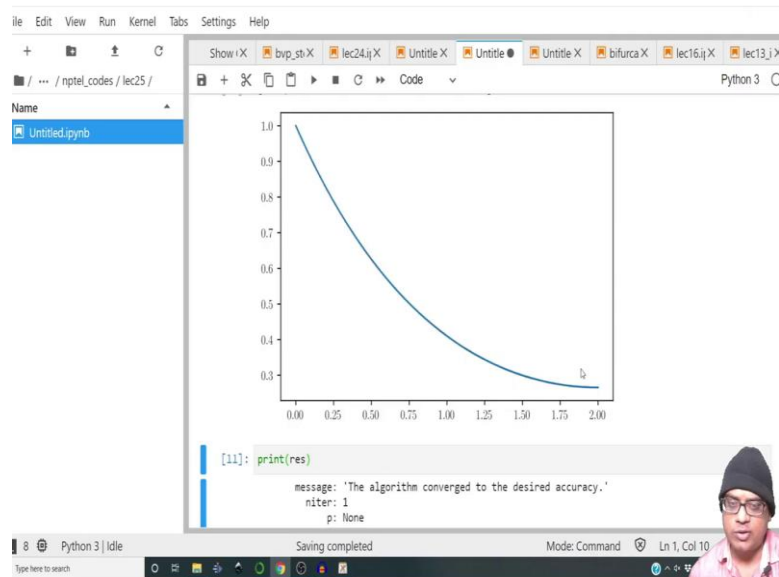 ile Edit View Run Kernel Tabs Settings Help
Show ( X bvp_st X lec24.i X Untitle X Untitle ● Untitle X bifurca X lec16.i X lec13_i X
/ ··· / nptel_codes / lec25 /
Code
Python 3
Name
Untitled.ipynb
1.0
0.9
0.8
0.7
0.6
0.5
0.4
0.3
0.00 0.25 0.50 0.75 1.00 1.25 1.50 1.75 2.00
[11]: print(res)
message: 'The algorithm converged to the desired accuracy.'
niter: 1
p: None
8 Python 3 | Idle Saving completed Mode: Command Ln 1, Col 10
Type here to search